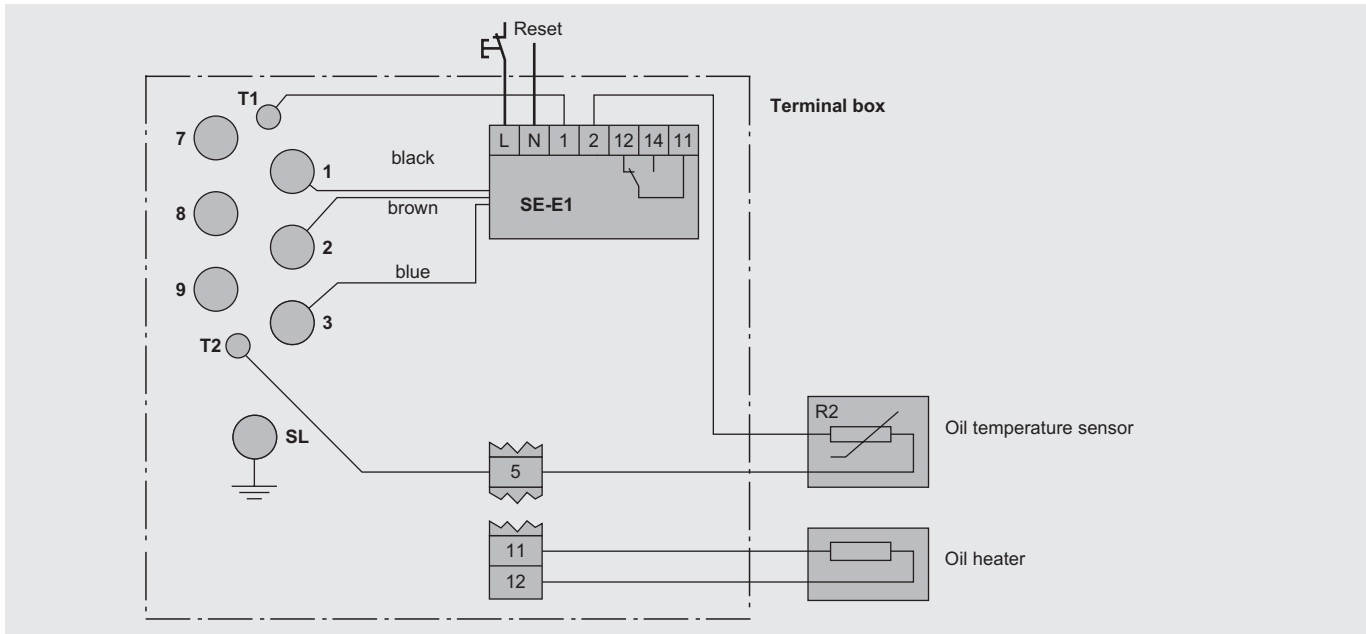 Reset
Terminal box
T1
7
L N 1 2 12 14 11
black
1
SE-E1
brown
8
2
blue
9
3
T2
R2
Oil temperature sensor
SL
5
11
Oil heater
12